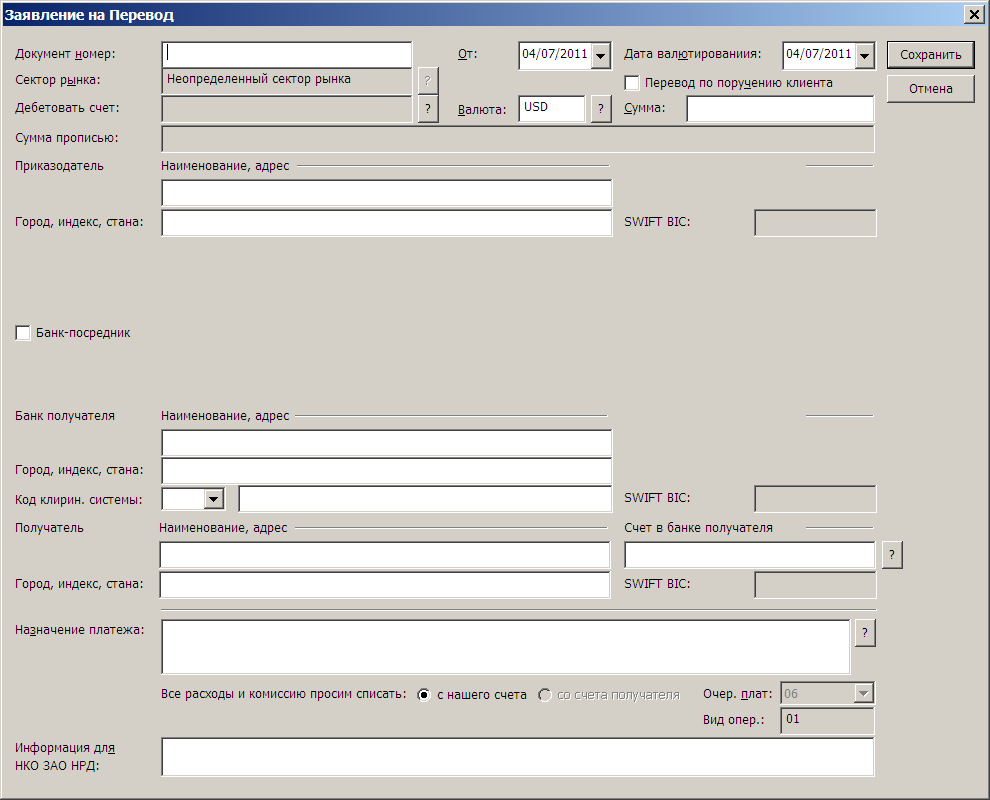 Заявление на Перевод
Документ номер: От: 04/07/2011 Дата валютированиия: 04/07/2011 Сохранить
Сектор рынка: Неопределенный сектор рынка ? Перевод по поручению клиента Отмена
Дебетовать счет: ? Валюта: USD ? Сумма:
Сумма прописью:
Приказодатель Наименование, адрес
Город, индекс, стана: SWIFT BIC:
Банк-посредник
Банк получателя Наименование, адрес
Город, индекс, стана:
Код клирин. системы: SWIFT BIC:
Получатель Наименование, адрес Счет в банке получателя
?
Город, индекс, стана: SWIFT BIC:
Назначение платежа: ?
Все расходы и комиссию просим списать: с нашего счета со счета получателя Очер. плат: 06
Вид опер.: 01
Информация для
НКО ЗАО НРД: